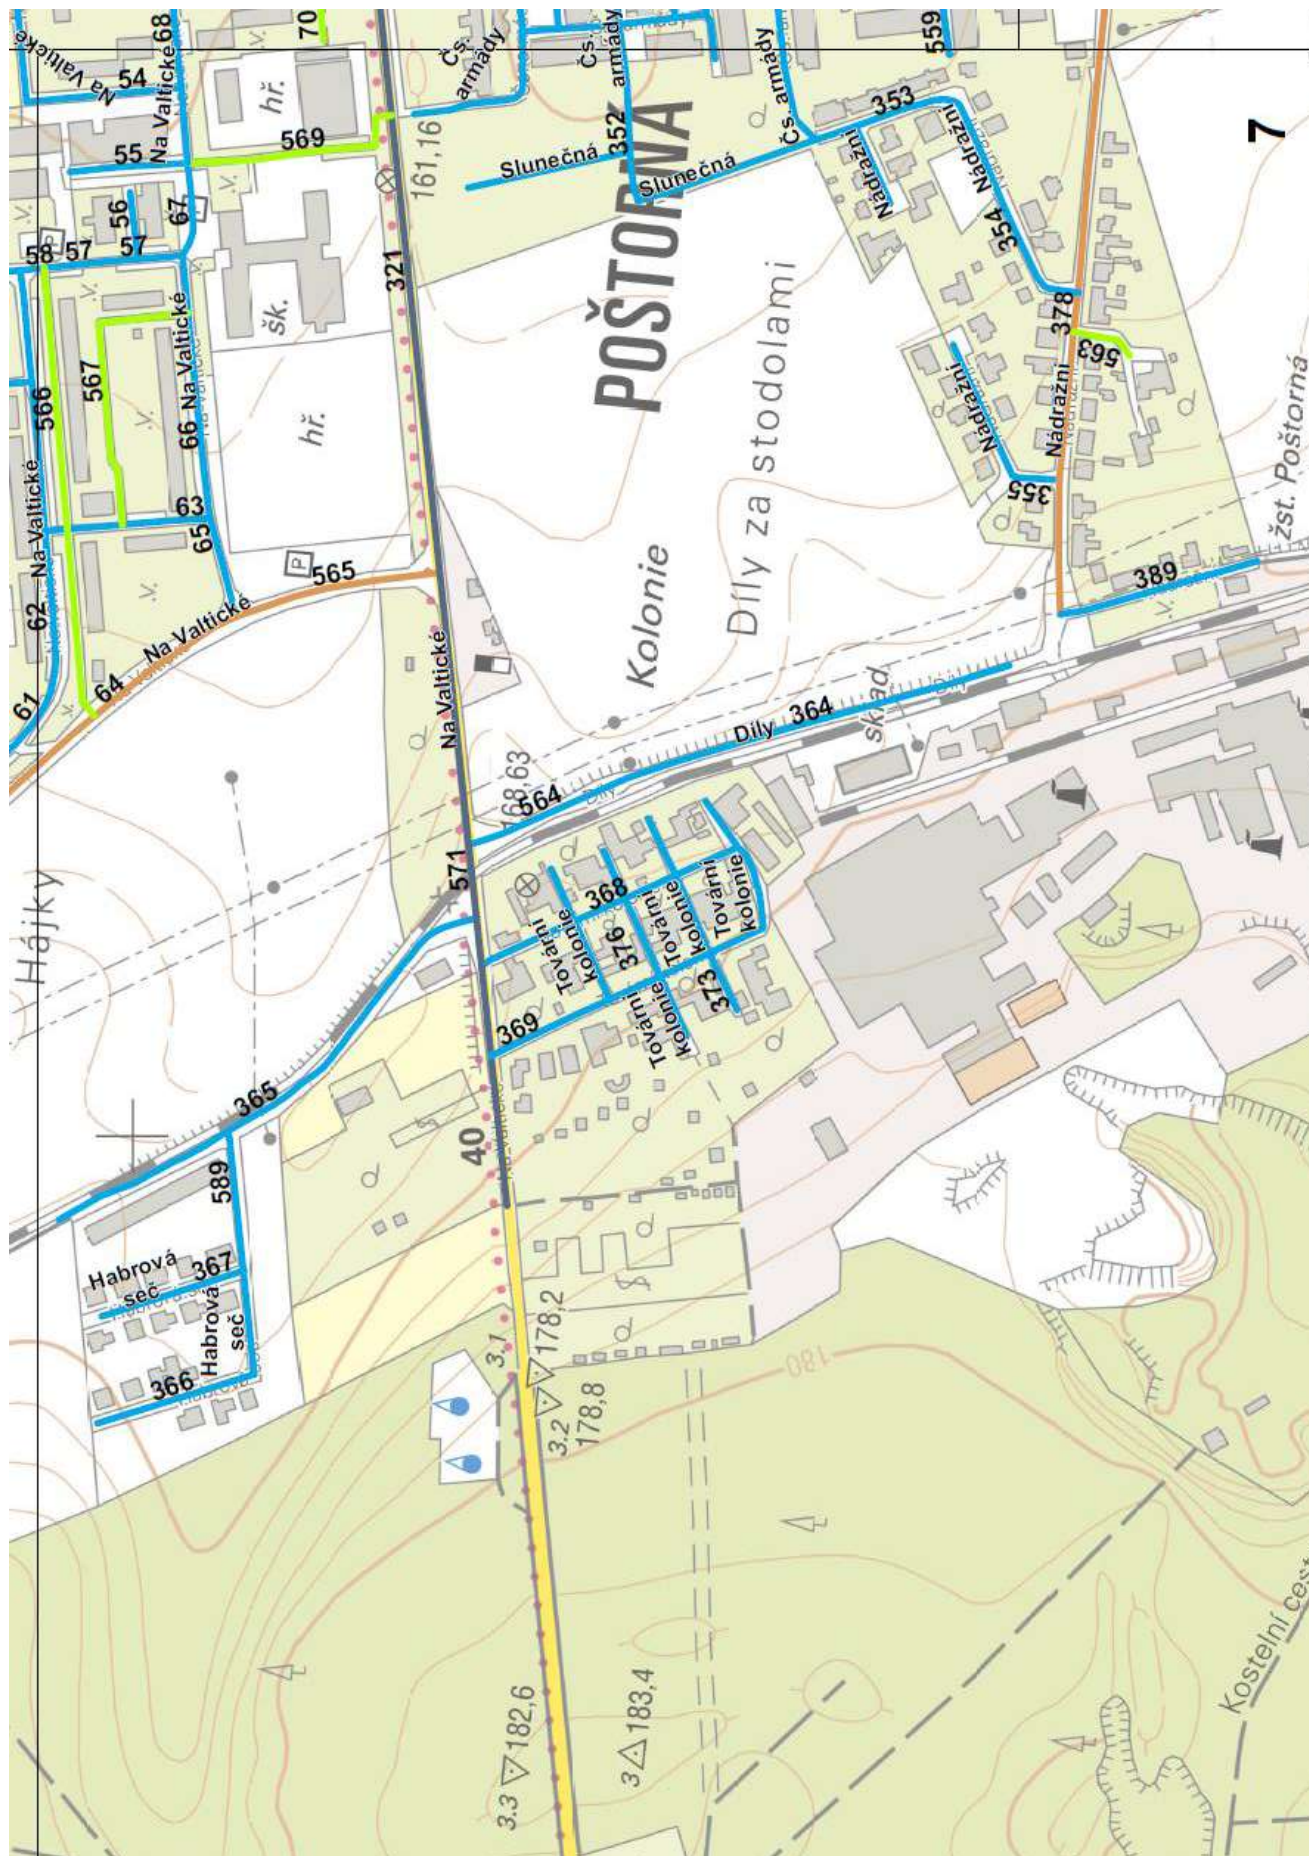 Na Valtické
68
70
54
Na Valtické
hř.
Čs.
armády
Čs. armády
Čs. armády
559
55
569
161,16
352
Slunečná
Slunečná
353
Nádražní
Nádražní
354
7
56
67
58
57
57
P
321
šk.
POŠTORNÁ
378
563
566
567
66
Na Valtické
hř.
Díly za stodolami
Nádražní
Nádražní
355
žst. Poštorná
Na Valtické
63
65
62
P
565
Kolonie
389
61
64
Na Valtické
Na Valtické
Díly
364
sklad
Díly
168,63
564
Díly
571
Hájky
368
Tovární
kolonie
376
Tovární
kolonie
Tovární
kolonie
373
Tovární
kolonie
369
365
40
589
Habrová
seč
367
Habrová
seč
366
3.1
178,2
3.2
178,8
180
3.3
182,6
3
183,4
Kostelní cest